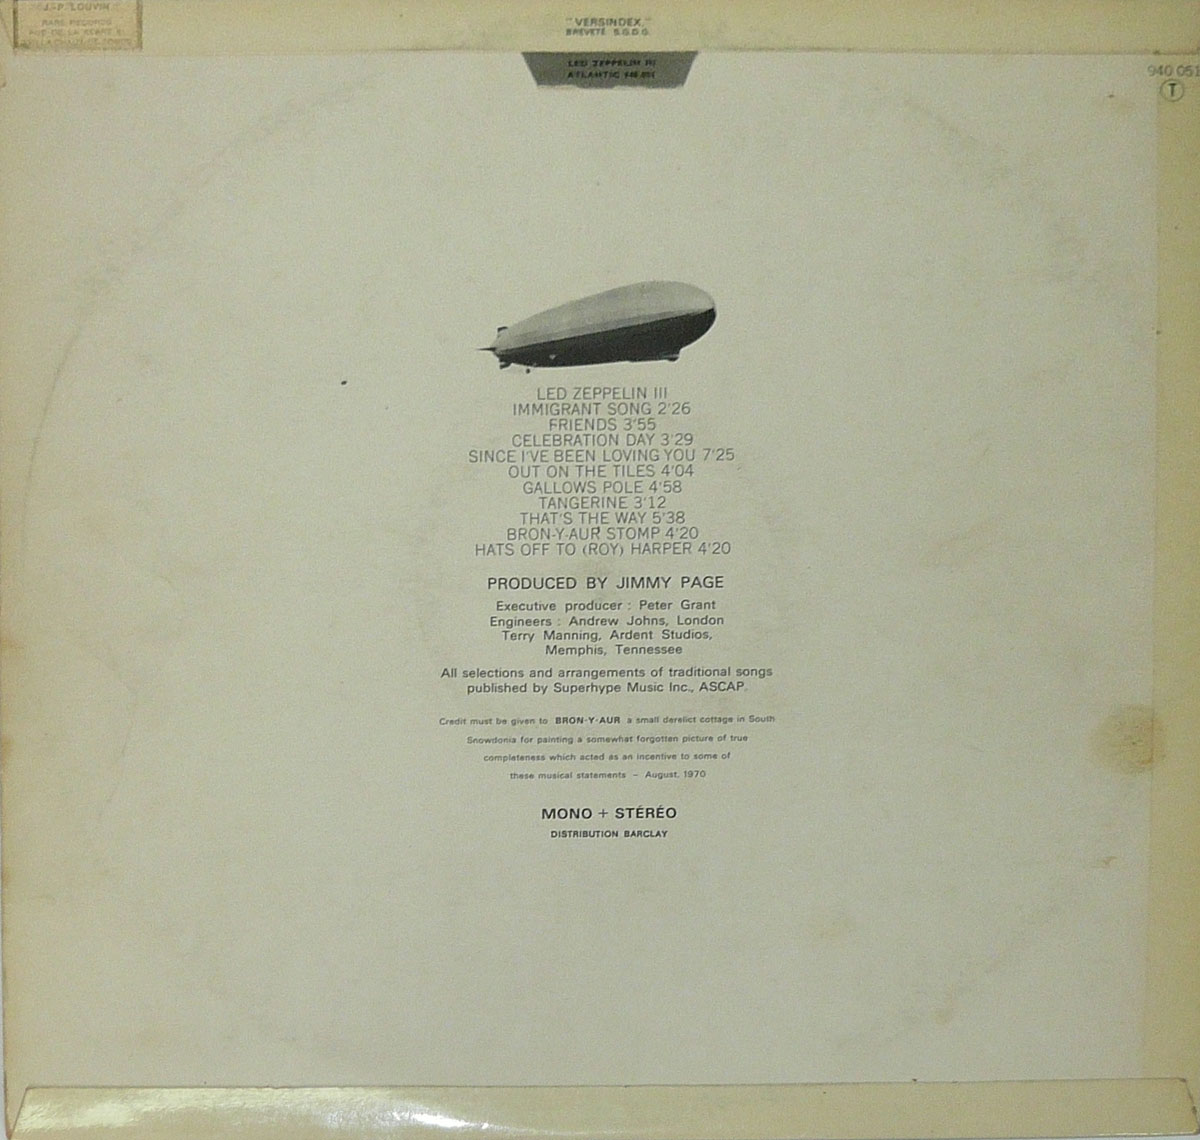 J.-P. LOUVIN
RARE RECORDS
"VERSINDEX"
BREVETÉ S.G.D.G.
LED ZEPPELIN III
ATLANTIC
940 051
T
LED ZEPPELIN III
IMMIGRANT SONG 2'26
FRIENDS 3'55
CELEBRATION DAY 3'29
SINCE I'VE BEEN LOVING YOU 7'25
OUT ON THE TILES 4'04
GALLOWS POLE 4'58
TANGERINE 3'12
THAT'S THE WAY 5'38
BRON-Y-AUR STOMP 4'20
HATS OFF TO (ROY) HARPER 4'20
PRODUCED BY JIMMY PAGE
Executive producer : Peter Grant
Engineers : Andrew Johns, London
Terry Manning, Ardent Studios,
Memphis, Tennessee
All selections and arrangements of traditional songs
published by Superhype Music Inc., ASCAP.
Credit must be given to BRON-Y-AUR a small derelict cottage in South
Snowdonia for painting a somewhat forgotten picture of true
completeness which acted as an incentive to some of
these musical statements – August, 1970
MONO + STÉRÉO
DISTRIBUTION BARCLAY